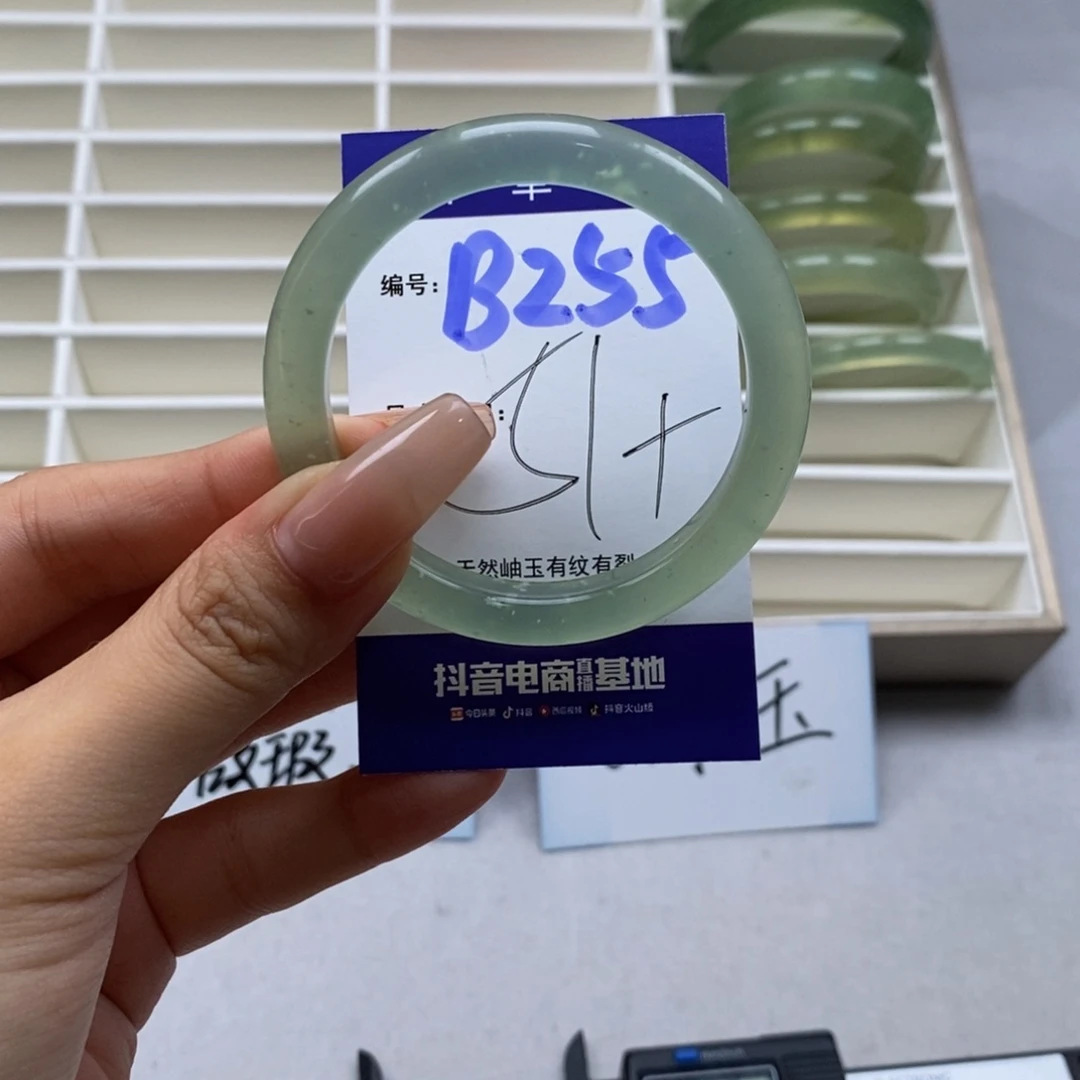 编号: B255
51+
天然岫玉有纹有裂
抖音电商直播基地
今日头条 抖音 西瓜视频 抖音火山版
瑕
玉